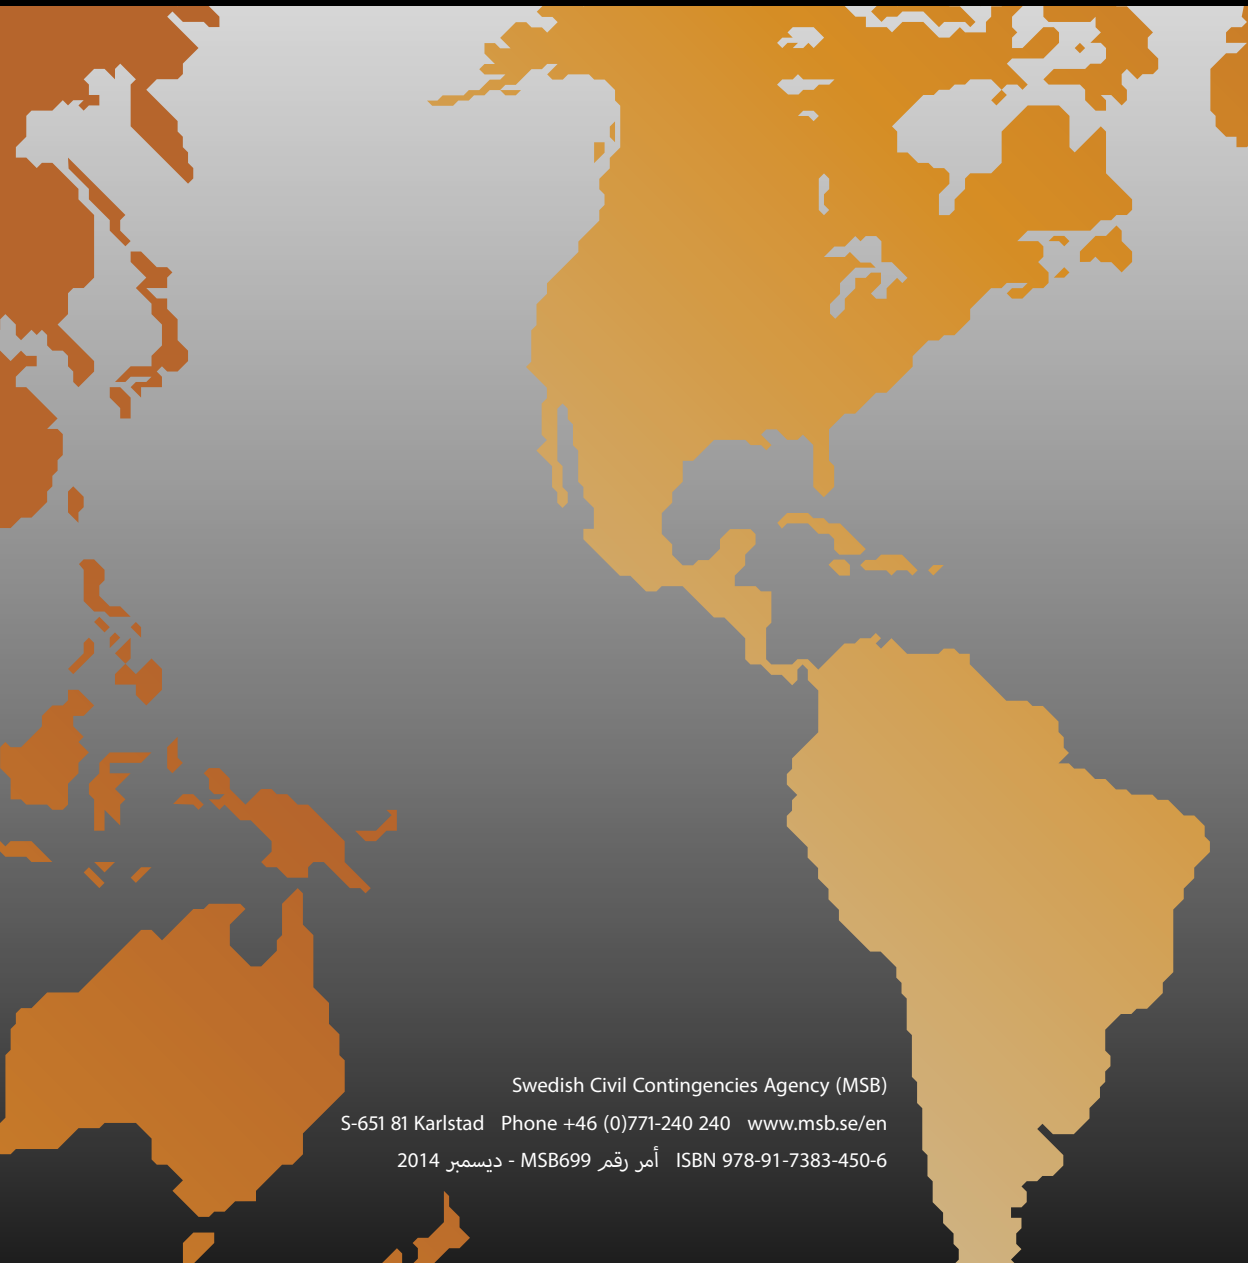 Swedish Civil Contingencies Agency (MSB)
S-651 81 Karlstad Phone +46 (0)771-240 240 www.msb.se/en
ISBN 978-91-7383-450-6 أمر رقم MSB699 - ديسمبر 2014